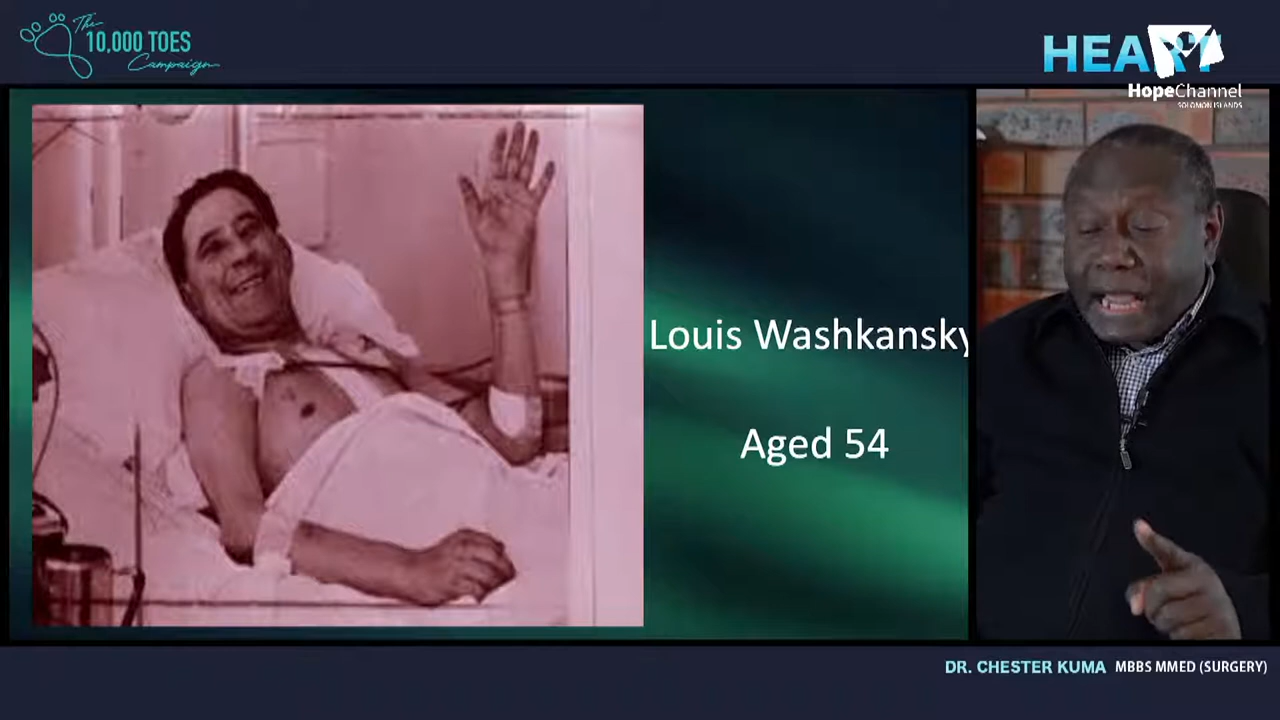 The
10,000 TOES
Campaign
HEART
HopeChannel
SOLOMON ISLANDS
Louis Washkansky
Aged 54
DR. CHESTER KUMA MBBS MMED (SURGERY)